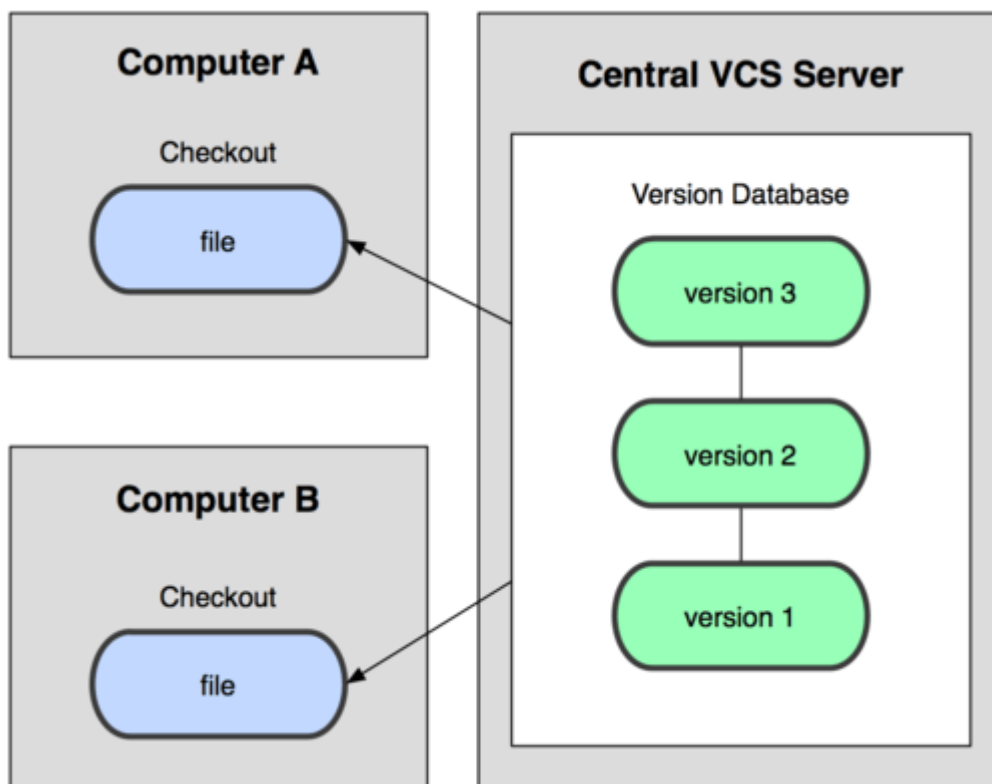 Computer A
Checkout
file
Computer B
Checkout
file
Central VCS Server
Version Database
version 3
version 2
version 1